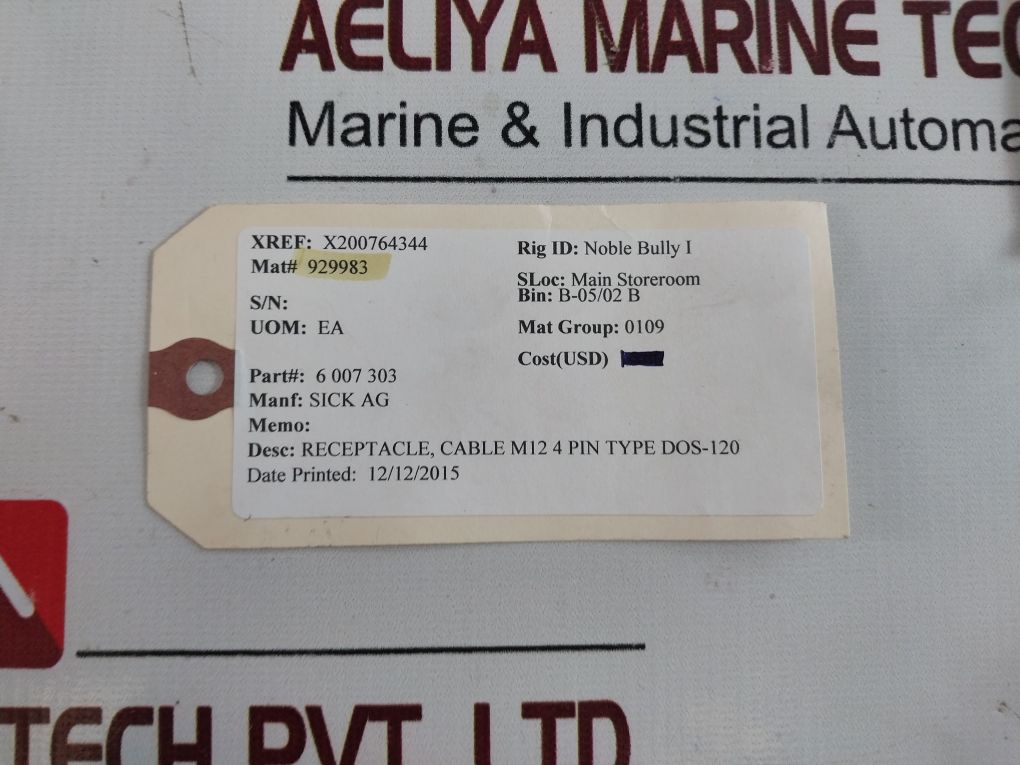 AELIYA MARINE TEC
Marine & Industrial Automa
XREF: X200764344
Mat# 929983
S/N:
UOM: EA
Part#: 6 007 303
Manf: SICK AG
Memo:
Desc: RECEPTACLE, CABLE M12 4 PIN TYPE DOS-120
Date Printed: 12/12/2015
Rig ID: Noble Bully I
SLoc: Main Storeroom
Bin: B-05/02 B
Mat Group: 0109
Cost(USD)
TECH PVT. LTD